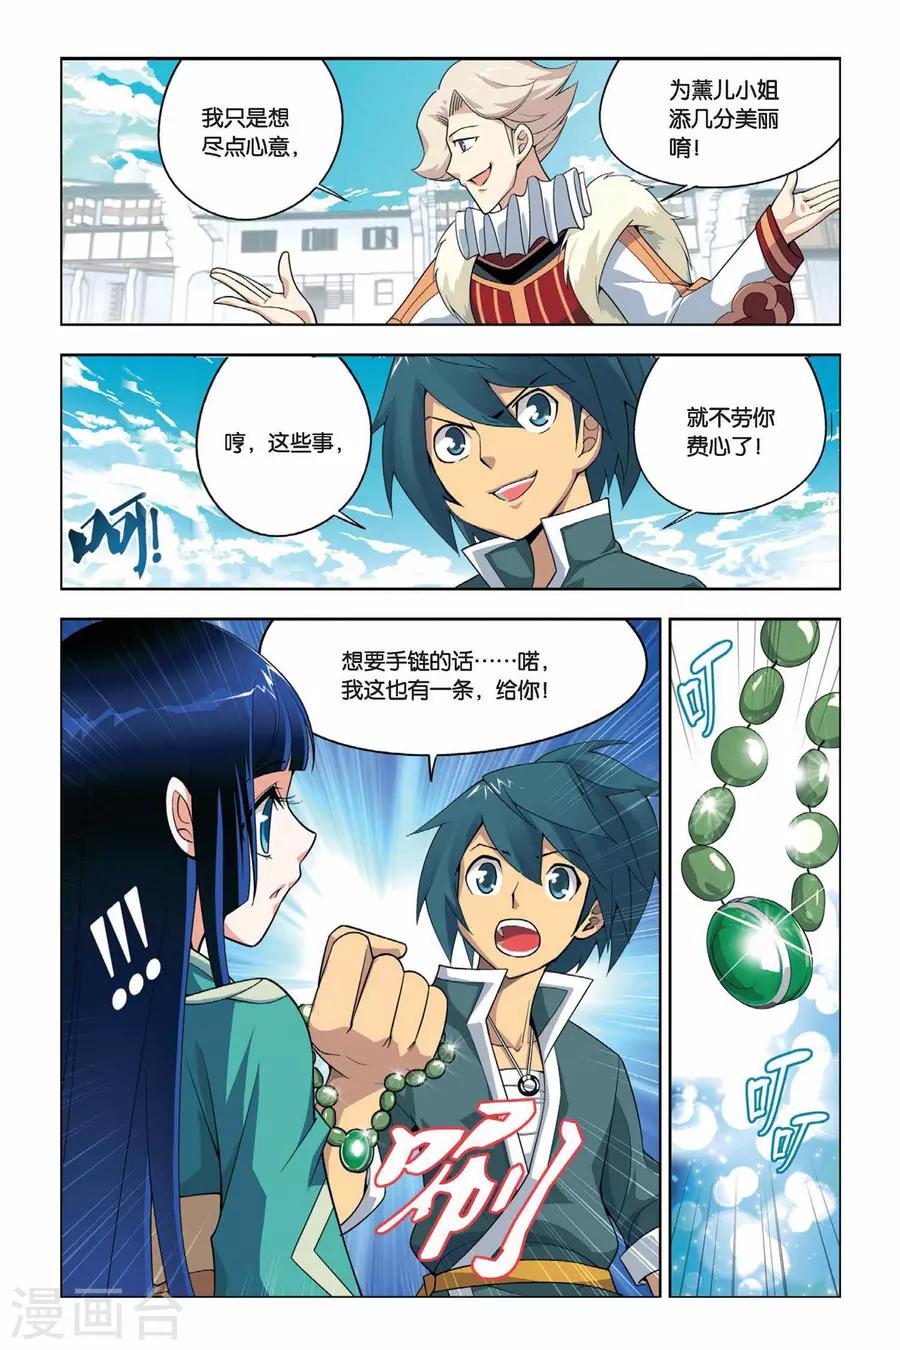 我只是想
尽点心意，
为薰儿小姐
添几分美丽
唷！
哼，这些事，
就不劳你
费心了！
呵！
想要手链的话……喏，
我这也有一条，给你！
!!!
唰
叮
叮
叮
漫画台